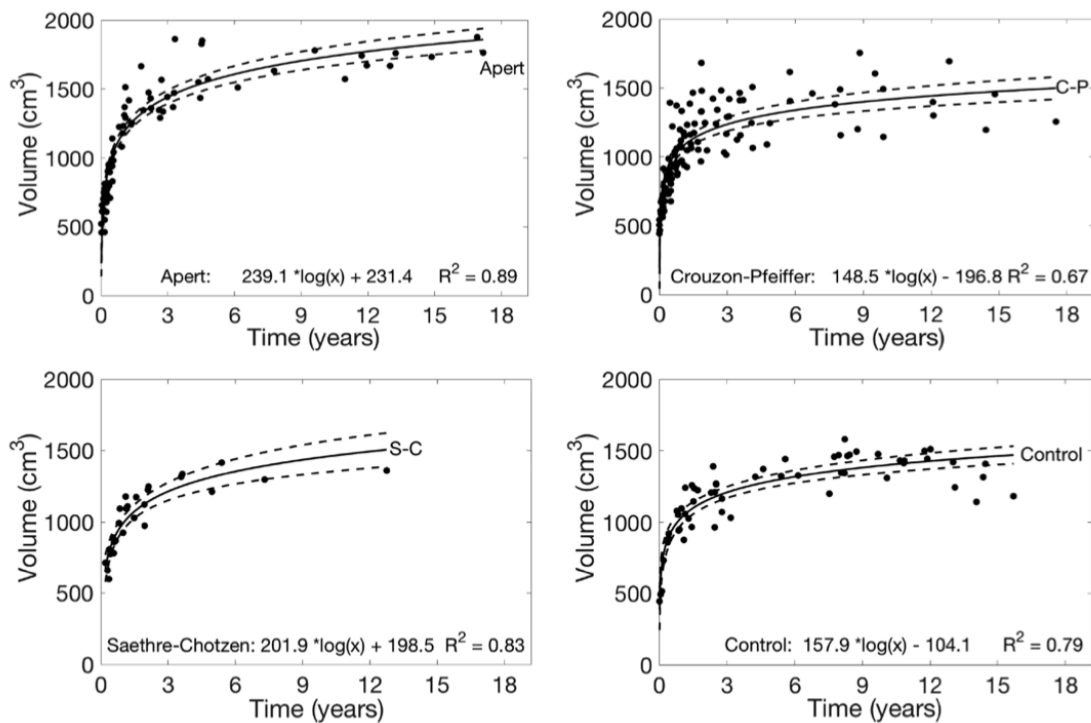 2000
1500
1000
500
0
Volume (cm3)
Apert
Apert: 239.1 *log(x) + 231.4 R2 = 0.89
0 3 6 9 12 15 18
Time (years)
2000
1500
1000
500
0
Volume (cm3)
C-P
Crouzon-Pfeiffer: 148.5 *log(x) - 196.8 R2 = 0.67
0 3 6 9 12 15 18
Time (years)
2000
1500
1000
500
0
Volume (cm3)
S-C
Saethre-Chotzen: 201.9 *log(x) + 198.5 R2 = 0.83
0 3 6 9 12 15 18
Time (years)
2000
1500
1000
500
0
Volume (cm3)
Control
Control: 157.9 *log(x) - 104.1 R2 = 0.79
0 3 6 9 12 15 18
Time (years)